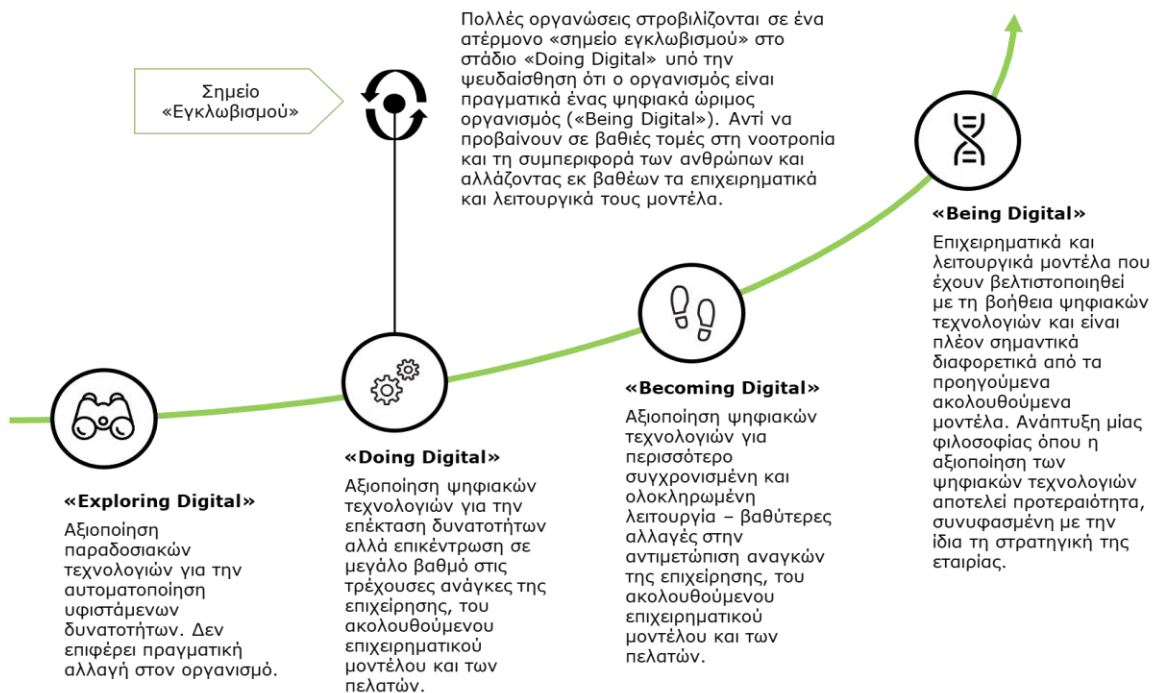 Πολλές οργανώσεις στροβιλίζονται σε ένα
ατέρμονο «σημείο εγκλωβισμού» στο
στάδιο «Doing Digital» υπό την
ψευδαίσθηση ότι ο οργανισμός είναι
πραγματικά ένας ψηφιακά ώριμος
οργανισμός («Being Digital»). Αντί να
προβαίνουν σε βαθιές τομές στη νοοτροπία
και τη συμπεριφορά των ανθρώπων και
αλλάζοντας εκ βαθέων τα επιχειρηματικά
και λειτουργικά τους μοντέλα.
Σημείο
«Εγκλωβισμού»
«Exploring Digital»
Αξιοποίηση
παραδοσιακών
τεχνολογιών για την
αυτοματοποίηση
υφιστάμενων
δυνατοτήτων. Δεν
επιφέρει πραγματική
αλλαγή στον οργανισμό.
«Doing Digital»
Αξιοποίηση ψηφιακών
τεχνολογιών για την
επέκταση δυνατοτήτων
αλλά επικέντρωση σε
μεγάλο βαθμό στις
τρέχουσες ανάγκες της
επιχείρησης, του
ακολουθούμενου
επιχειρηματικού
μοντέλου και των
πελατών.
«Becoming Digital»
Αξιοποίηση ψηφιακών
τεχνολογιών για
περισσότερο
συγχρονισμένη και
ολοκληρωμένη
λειτουργία – βαθύτερες
αλλαγές στην
αντιμετώπιση αναγκών
της επιχείρησης, του
ακολουθούμενου
επιχειρηματικού
μοντέλου και των
πελατών.
«Being Digital»
Επιχειρηματικά και
λειτουργικά μοντέλα που
έχουν βελτιστοποιηθεί
με τη βοήθεια ψηφιακών
τεχνολογιών και είναι
πλέον σημαντικά
διαφορετικά από τα
προηγούμενα
ακολουθούμενα
μοντέλα. Ανάπτυξη μίας
φιλοσοφίας όπου η
αξιοποίηση των
ψηφιακών τεχνολογιών
αποτελεί προτεραιότητα,
συνυφασμένη με την
ίδια τη στρατηγική της
εταιρίας.